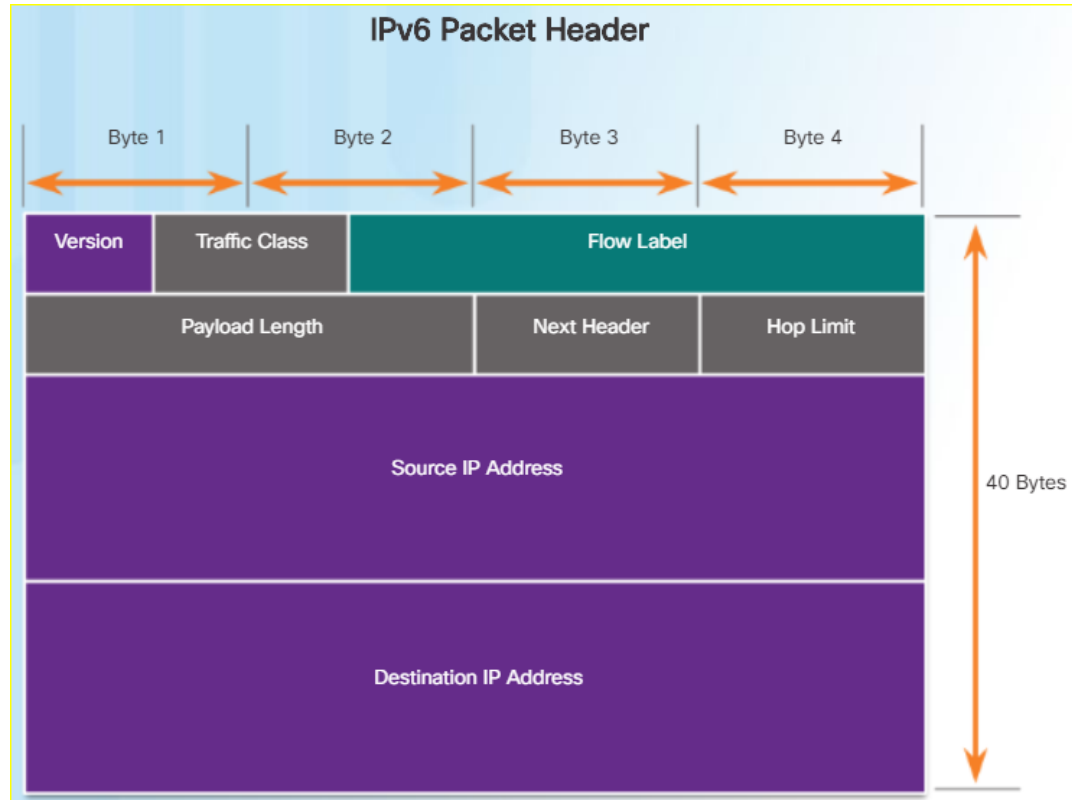 IPv6 Packet Header
Byte 1 Byte 2 Byte 3 Byte 4
Version Traffic Class Flow Label
Payload Length Next Header Hop Limit
Source IP Address
40 Bytes
Destination IP Address